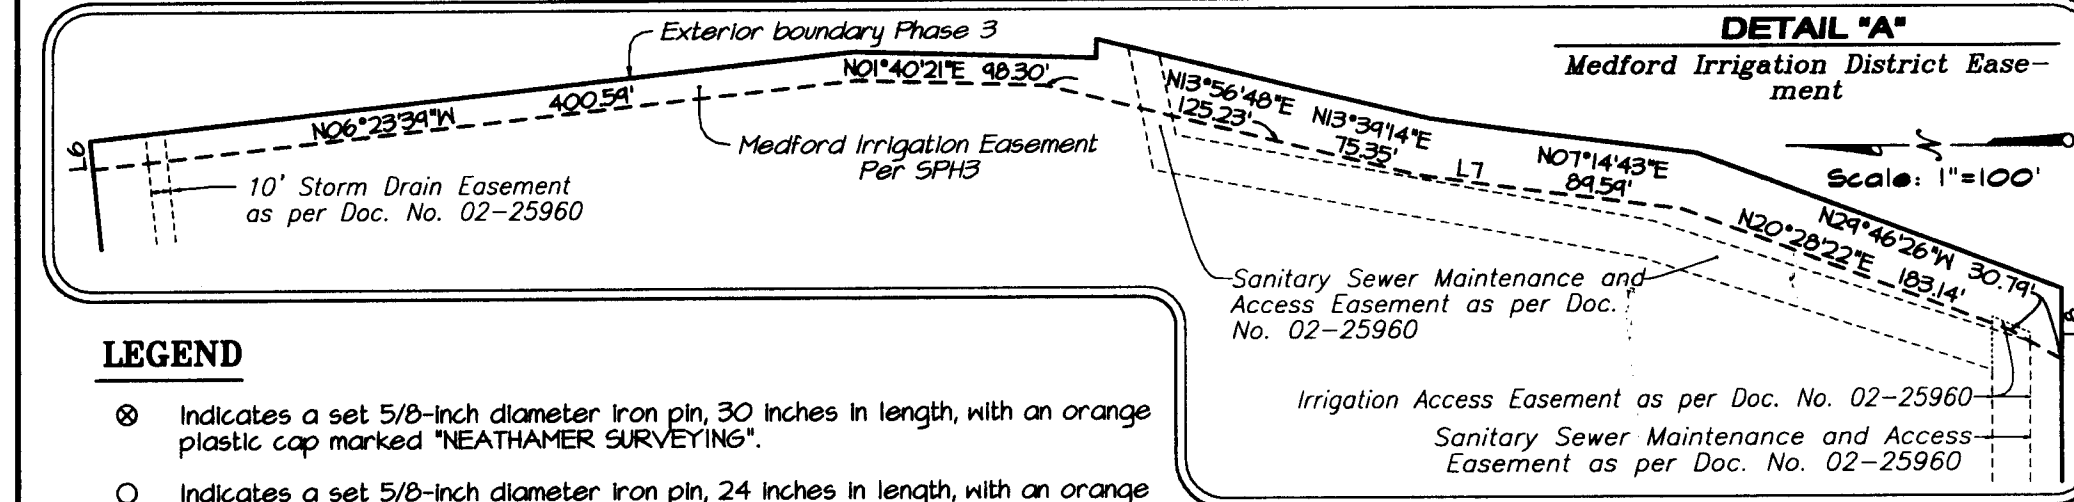 DETAIL "A"
Medford Irrigation District Ease-
ment
Scale: 1"=100'
Exterior boundary Phase 3
N01°40'21"E 98.30'
N06°23'39"W 400.59'
L6
Medford Irrigation Easement
Per SPH3
10' Storm Drain Easement
as per Doc. No. 02-25960
N13°56'48"E
125.23'
N13°39'14"E
75.35'
L7
N07°14'43"E
89.59'
N29°46'26"W 30.79'
N20°28'22"E 183.14'
Sanitary Sewer Maintenance and
Access Easement as per Doc.
No. 02-25960
Irrigation Access Easement as per Doc. No. 02-25960
Sanitary Sewer Maintenance and Access
Easement as per Doc. No. 02-25960
LEGEND
⊗ Indicates a set 5/8-inch diameter iron pin, 30 inches in length, with an orange
plastic cap marked "NEATHAMER SURVEYING".
○ Indicates a set 5/8-inch diameter iron pin, 24 inches in length, with an orange